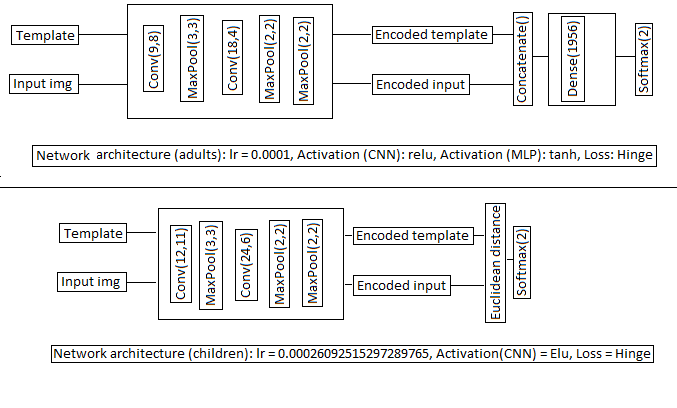 Template
Input img
Conv(9,8)
MaxPool(3,3)
Conv(18,4)
MaxPool(2,2)
MaxPool(2,2)
Encoded template
Encoded input
Concatenate()
Dense(1956)
Softmax(2)
Network architecture (adults): lr = 0.0001, Activation (CNN): relu, Activation (MLP): tanh, Loss: Hinge
Template
Input img
Conv(12,11)
MaxPool(3,3)
Conv(24,6)
MaxPool(2,2)
MaxPool(2,2)
Encoded template
Encoded input
Euclidean distance
Softmax(2)
Network architecture (children): lr = 0.00026092515297289765, Activation(CNN) = Elu, Loss = Hinge